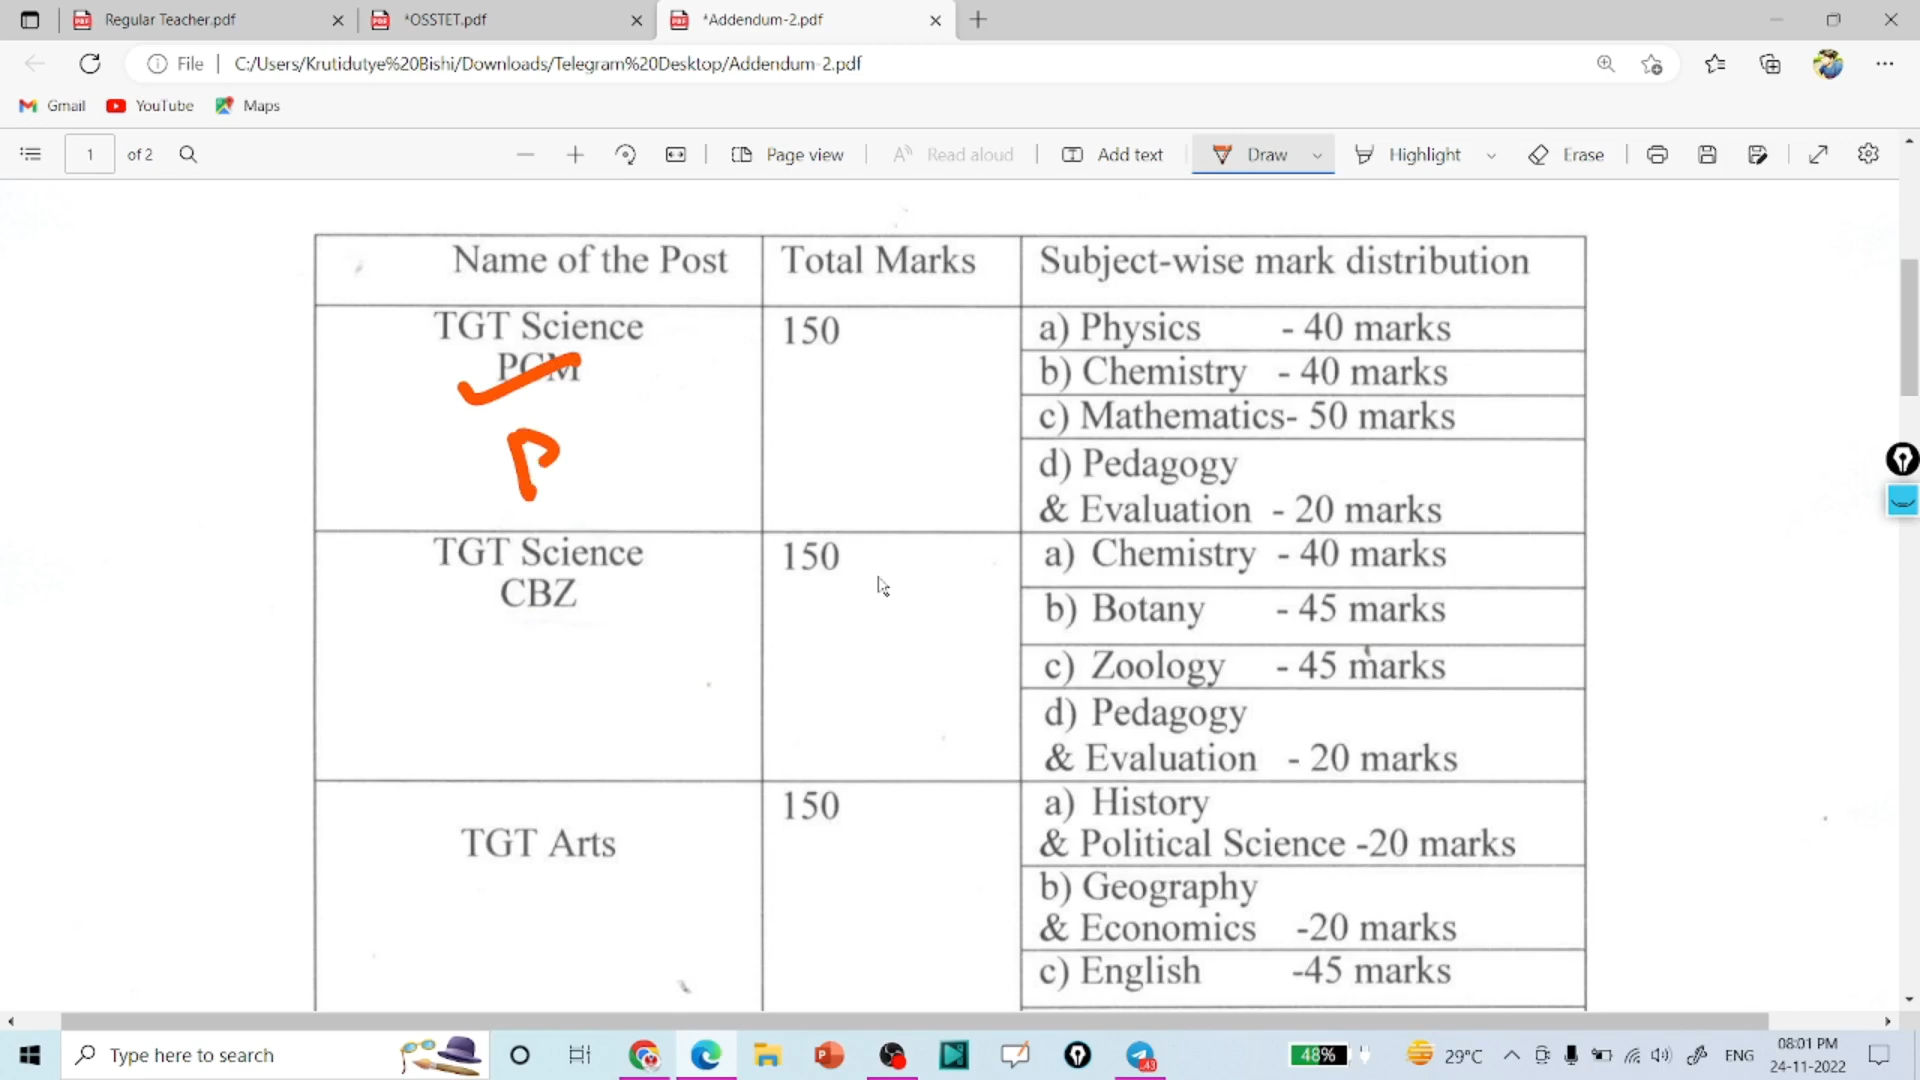 Regular Teacher.pdf
*OSSTET.pdf
*Addendum-2.pdf
File
C:/Users/Krutidutye%20Bishi/Downloads/Telegram%20Desktop/Addendum-2.pdf
Gmail
YouTube
Maps
1 of 2
Page view
Read aloud
Add text
Draw
Highlight
Erase
Name of the Post
Total Marks
Subject-wise mark distribution
TGT Science
PCM
P
150
a) Physics - 40 marks
b) Chemistry - 40 marks
c) Mathematics- 50 marks
d) Pedagogy
& Evaluation - 20 marks
TGT Science
CBZ
150
a) Chemistry - 40 marks
b) Botany - 45 marks
c) Zoology - 45 marks
d) Pedagogy
& Evaluation - 20 marks
TGT Arts
150
a) History
& Political Science -20 marks
b) Geography
& Economics -20 marks
c) English -45 marks
Type here to search
48%
29°C
ENG
08:01 PM
24-11-2022